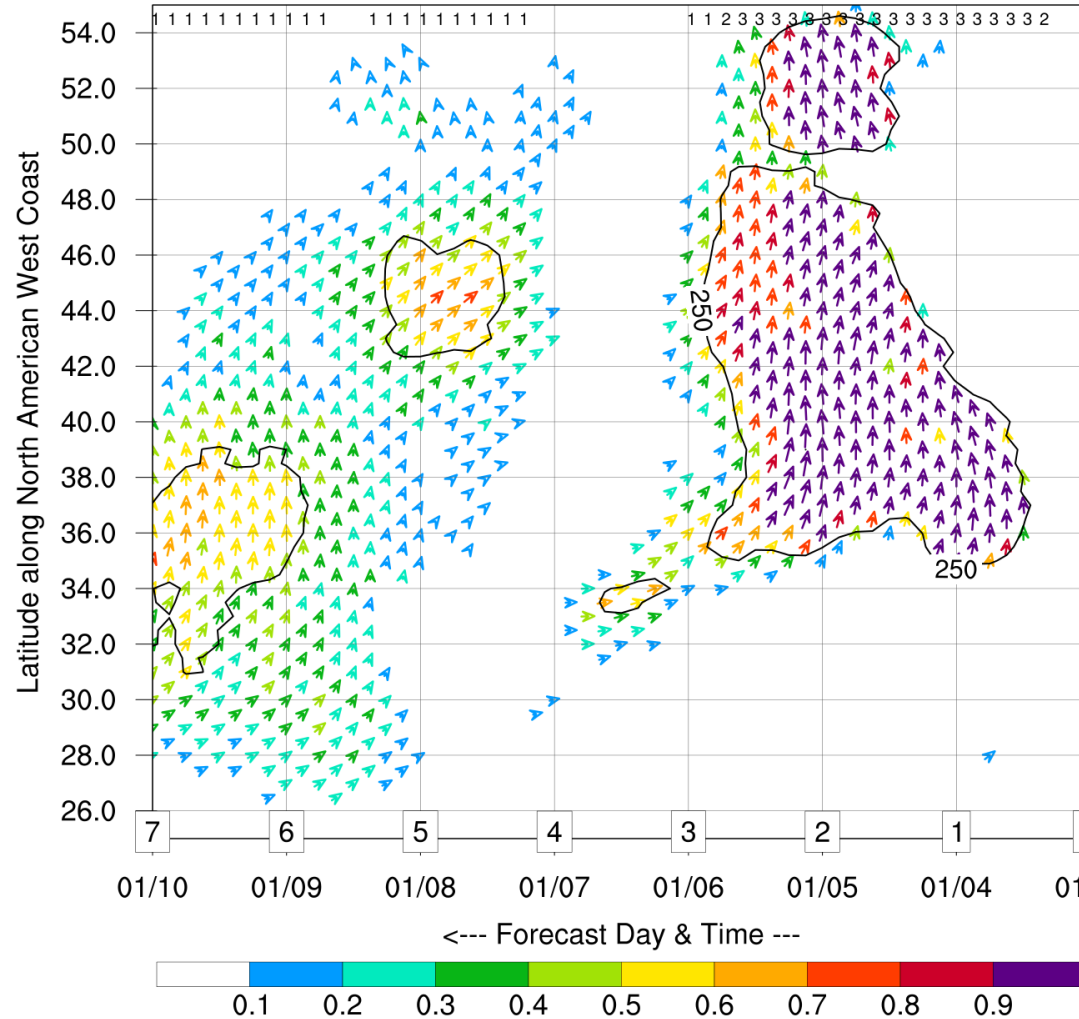 1 1 1 1 1 1 1 1 1 1 1 1 1 1 1 1 1 1 1 1 1 1 1 2 3 3 3 3 3 3 3 3 3 3 3 3 3 3 3 3 3 3 2
54.0
52.0
50.0
48.0
46.0
44.0
42.0
40.0
38.0
36.0
34.0
32.0
30.0
28.0
26.0
Latitude along North American West Coast
250
250
7 6 5 4 3 2 1
01/10 01/09 01/08 01/07 01/06 01/05 01/04 01
<--- Forecast Day & Time ---
0.1 0.2 0.3 0.4 0.5 0.6 0.7 0.8 0.9